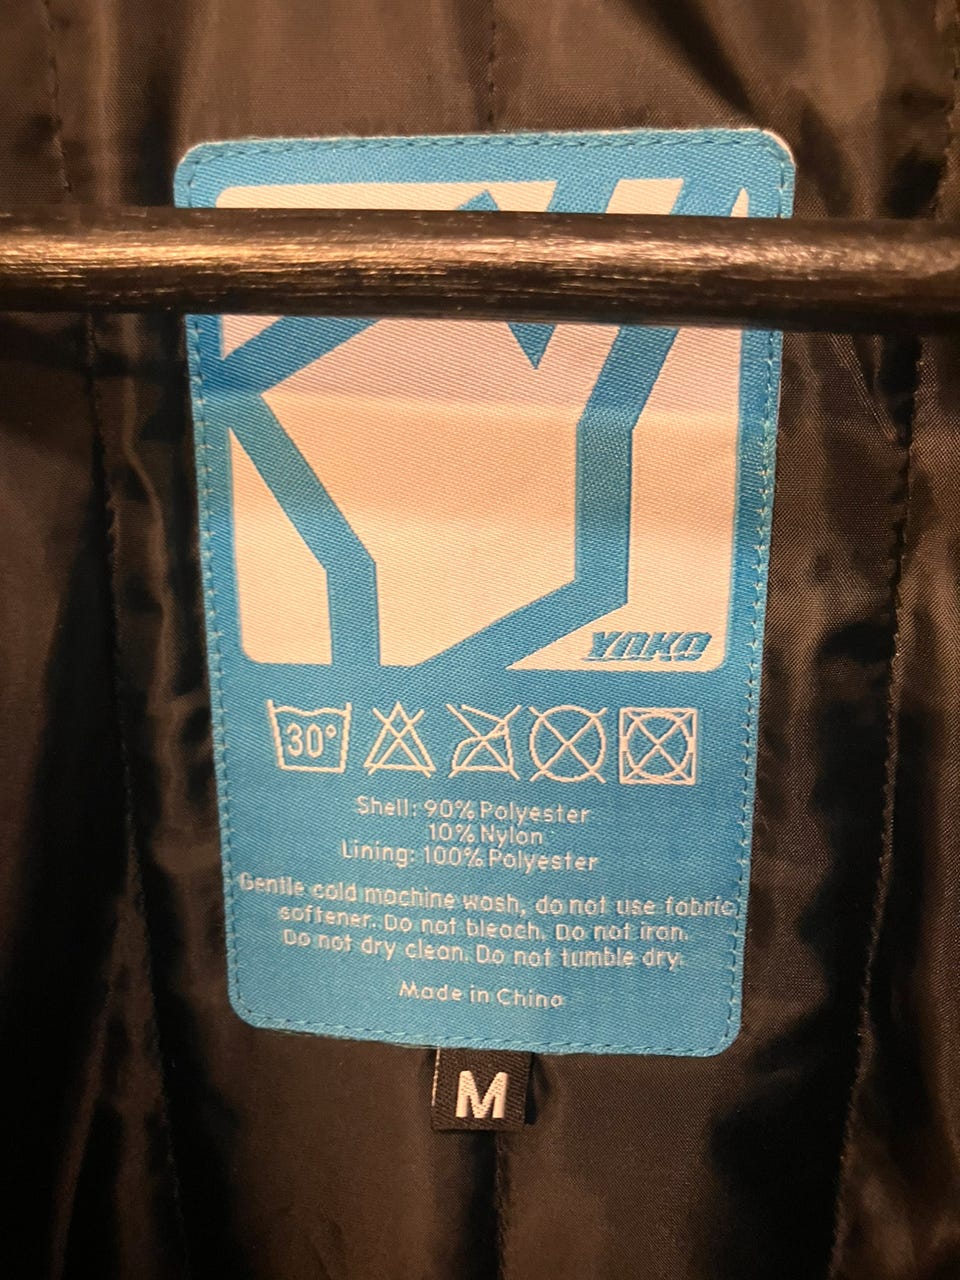 YOKO
30°
Shell: 90% Polyester
10% Nylon
Lining: 100% Polyester
Gentle cold machine wash, do not use fabric
softener. Do not bleach. Do not iron.
Do not dry clean. Do not tumble dry.
Made in China
M